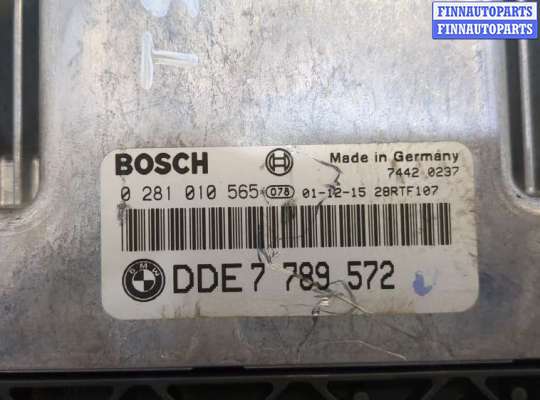 FINNAUTOPARTS
FINNAUTOPARTS
BOSCH
Made in Germany
7442 0237
0 281 010 565 078 01-12-15 28RTF107
BMW
DDE 7 789 572